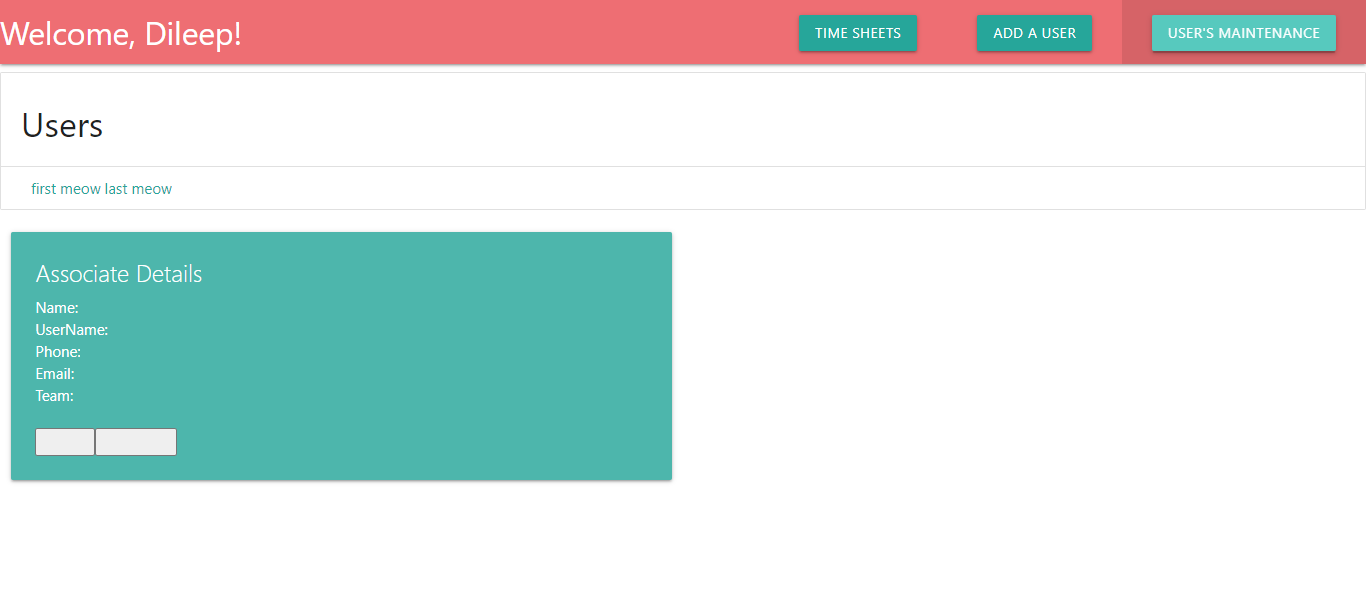 Welcome, Dileep!
TIME SHEETS
ADD A USER
USER'S MAINTENANCE
Users
first meow last meow
Associate Details
Name:
UserName:
Phone:
Email:
Team: